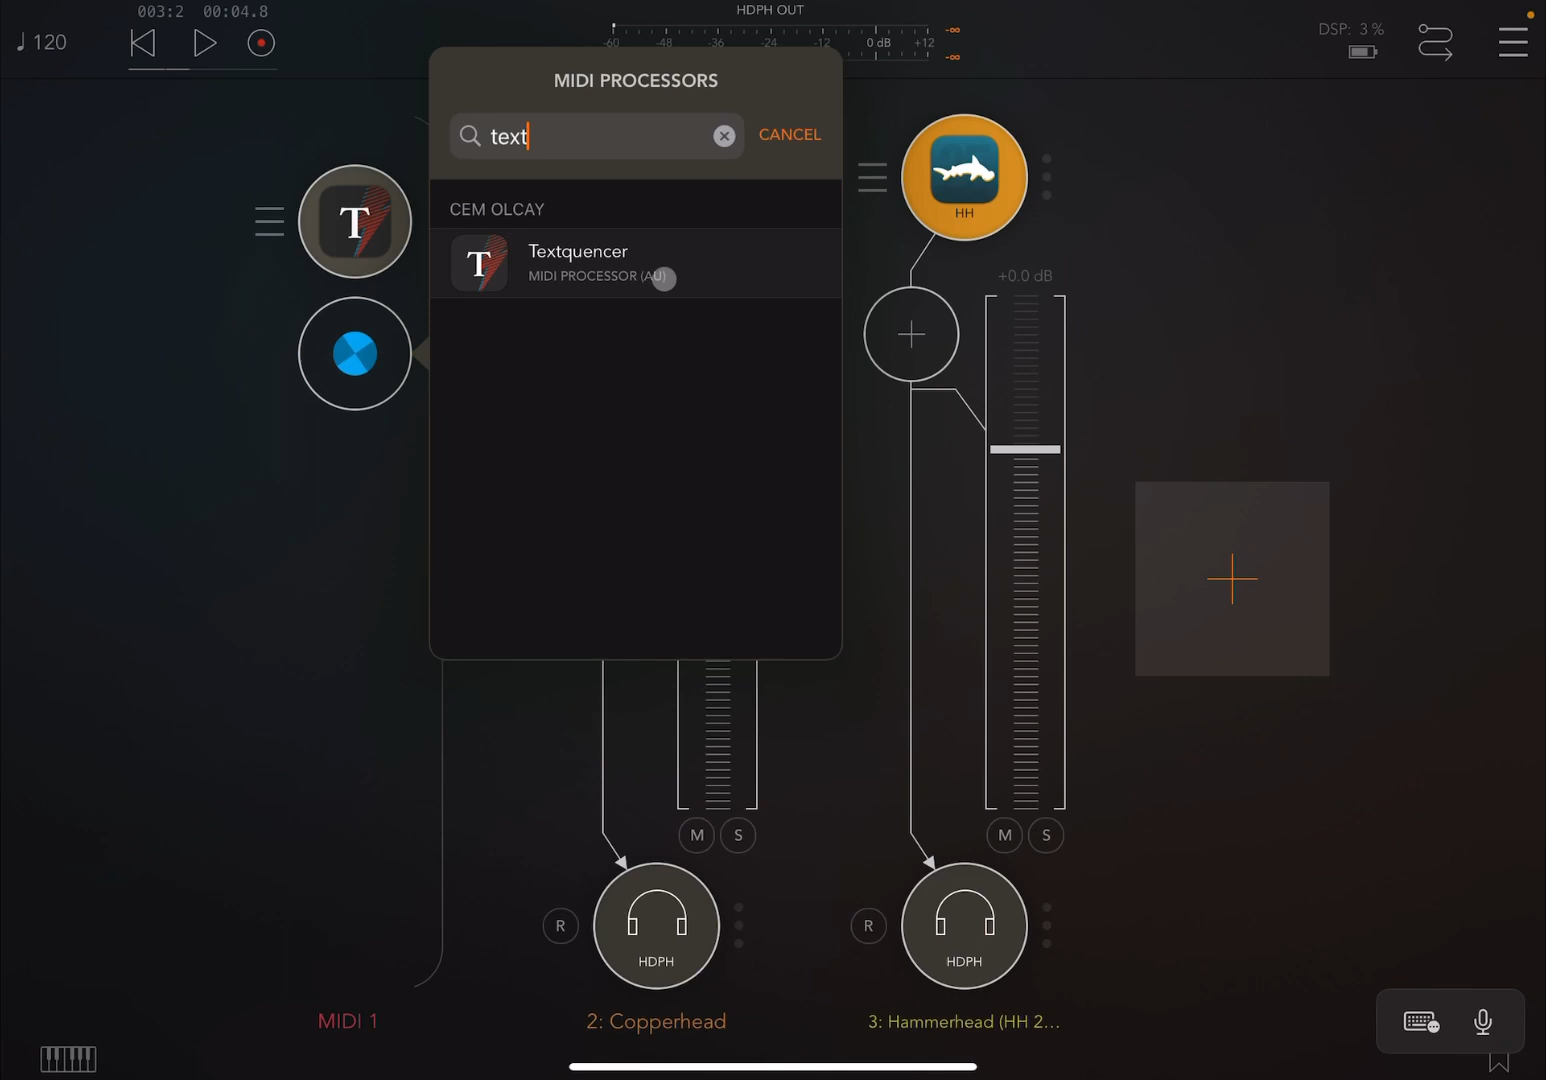 003:2 00:04.8
♩ 120
HDPH OUT
-60 -48 -36 -24 -12 0 dB +12
-∞
-∞
DSP: 3 %
MIDI PROCESSORS
text
CANCEL
CEM OLCAY
T
Textquencer
MIDI PROCESSOR (AU)
T
HH
+0.0 dB
M S
M S
R
HDPH
R
HDPH
MIDI 1
2: Copperhead
3: Hammerhead (HH 2…